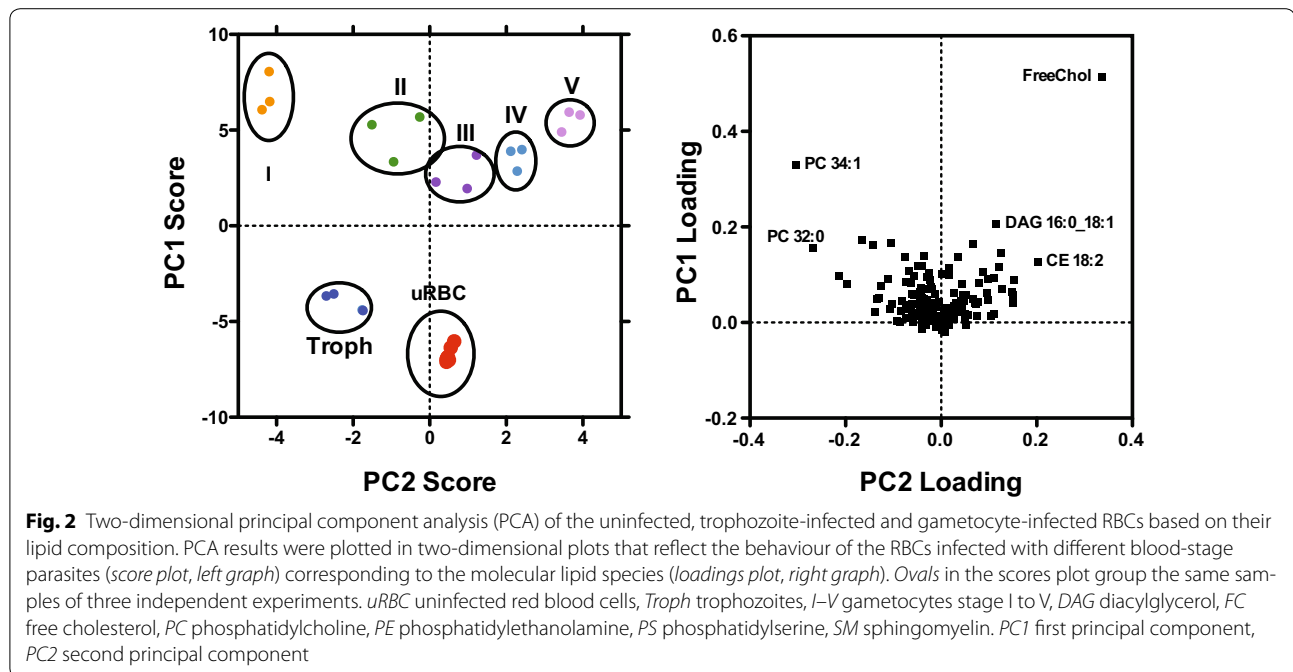 10
5
0
-5
-10
PC1 Score
I
II
III
IV
V
Troph
uRBC
-4
-2
0
2
4
PC2 Score
0.6
0.4
0.2
0.0
-0.2
PC1 Loading
FreeChol
PC 34:1
PC 32:0
DAG 16:0_18:1
CE 18:2
-0.4
-0.2
0.0
0.2
0.4
PC2 Loading
Fig. 2 Two-dimensional principal component analysis (PCA) of the uninfected, trophozoite-infected and gametocyte-infected RBCs based on their
lipid composition. PCA results were plotted in two-dimensional plots that reflect the behaviour of the RBCs infected with different blood-stage
parasites (score plot, left graph) corresponding to the molecular lipid species (loadings plot, right graph). Ovals in the scores plot group the same sam-
ples of three independent experiments. uRBC uninfected red blood cells, Troph trophozoites, I–V gametocytes stage I to V, DAG diacylglycerol, FC
free cholesterol, PC phosphatidylcholine, PE phosphatidylethanolamine, PS phosphatidylserine, SM sphingomyelin. PC1 first principal component,
PC2 second principal component